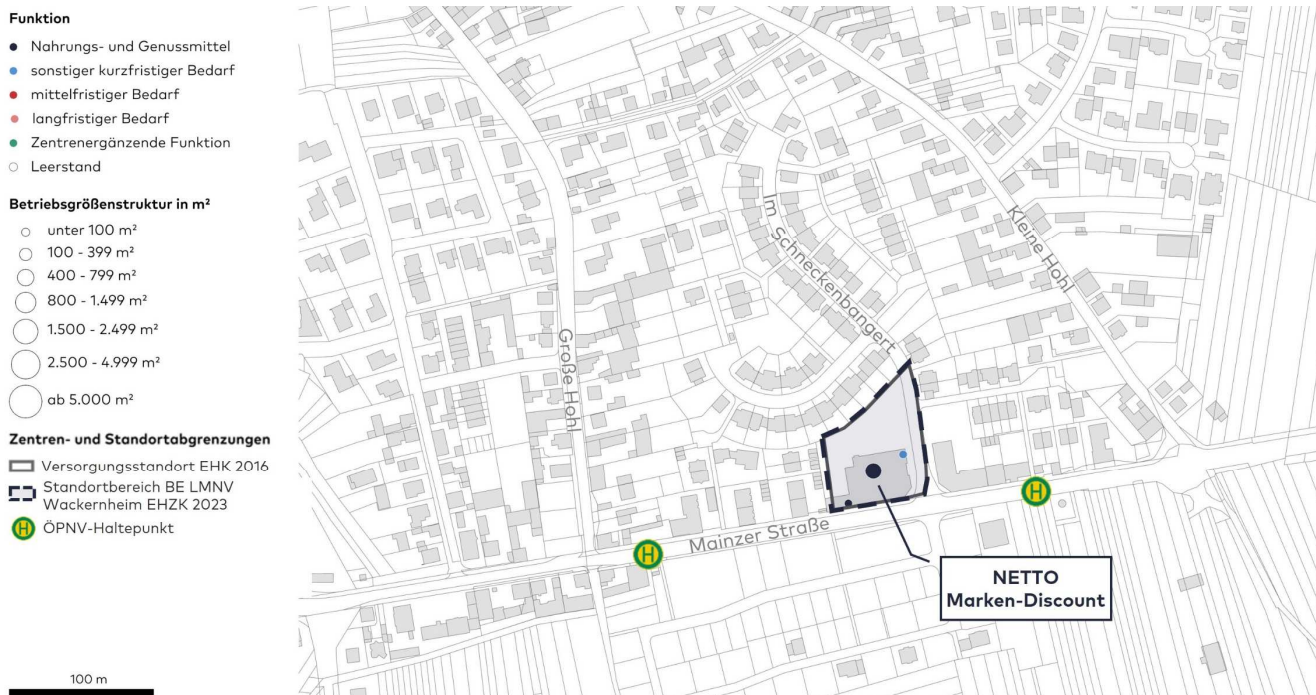 Funktion
Nahrungs- und Genussmittel
sonstiger kurzfristiger Bedarf
mittelfristiger Bedarf
langfristiger Bedarf
Zentrenergänzende Funktion
Leerstand
Betriebsgrößenstruktur in m²
unter 100 m²
100 - 399 m²
400 - 799 m²
800 - 1.499 m²
1.500 - 2.499 m²
2.500 - 4.999 m²
ab 5.000 m²
Zentren- und Standortabgrenzungen
Versorgungsstandort EHK 2016
Standortbereich BE LMNV
Wackernheim EHZK 2023
H ÖPNV-Haltepunkt
100 m
Im Schneckenbangert
Kleine Hohl
Große Hohl
H
Mainzer Straße
H
NETTO
Marken-Discount